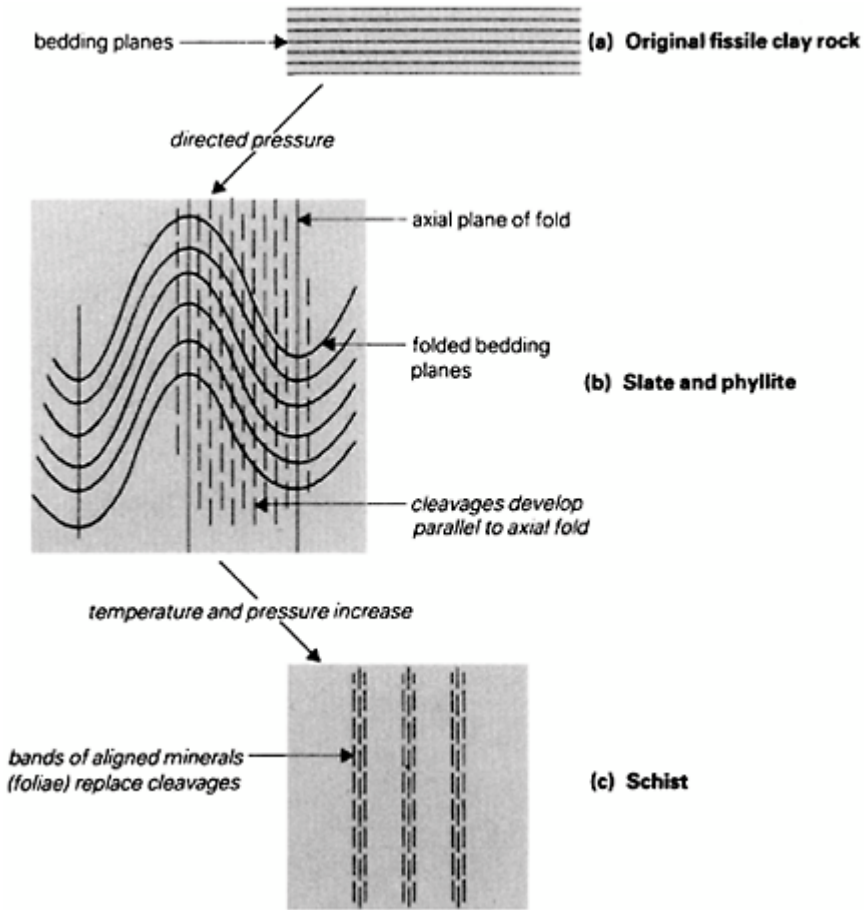 bedding planes
(a) Original fissile clay rock
directed pressure
axial plane of fold
folded bedding
planes
(b) Slate and phyllite
cleavages develop
parallel to axial fold
temperature and pressure increase
bands of aligned minerals
(foliae) replace cleavages
(c) Schist